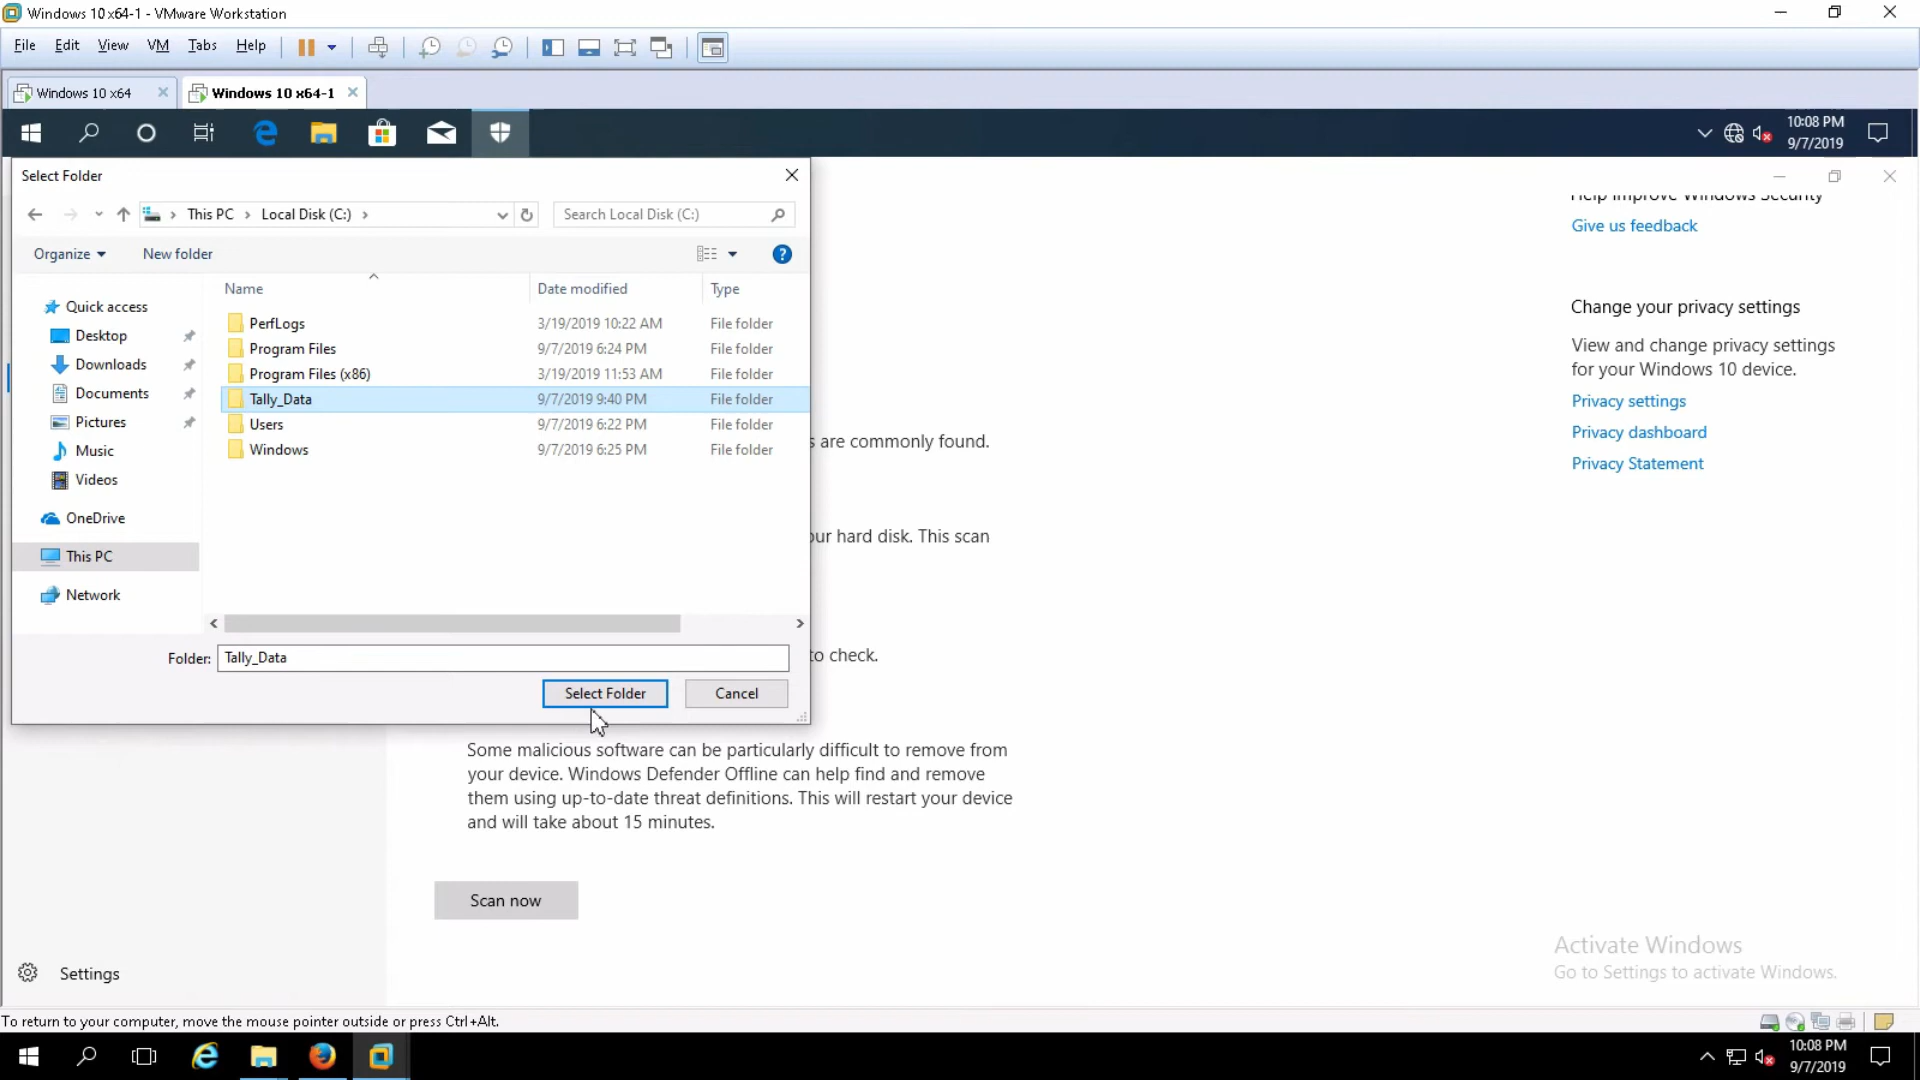 Windows 10 x64-1 - VMware Workstation
File Edit View VM Tabs Help
Windows 10 x64
Windows 10 x64-1
10:08 PM
9/7/2019
Select Folder
This PC > Local Disk (C:) >
Search Local Disk (C:)
Organize
New folder
Name Date modified Type
PerfLogs 3/19/2019 10:22 AM File folder
Program Files 9/7/2019 6:24 PM File folder
Program Files (x86) 3/19/2019 11:53 AM File folder
Tally_Data 9/7/2019 9:40 PM File folder
Users 9/7/2019 6:22 PM File folder
Windows 9/7/2019 6:25 PM File folder
Quick access
Desktop
Downloads
Documents
Pictures
Music
Videos
OneDrive
This PC
Network
Folder: Tally_Data
Select Folder
Cancel
s are commonly found.
our hard disk. This scan
to check.
Some malicious software can be particularly difficult to remove from
your device. Windows Defender Offline can help find and remove
them using up-to-date threat definitions. This will restart your device
and will take about 15 minutes.
Scan now
Settings
Help improve Windows Security
Give us feedback
Change your privacy settings
View and change privacy settings
for your Windows 10 device.
Privacy settings
Privacy dashboard
Privacy Statement
Activate Windows
Go to Settings to activate Windows.
To return to your computer, move the mouse pointer outside or press Ctrl+Alt.
10:08 PM
9/7/2019